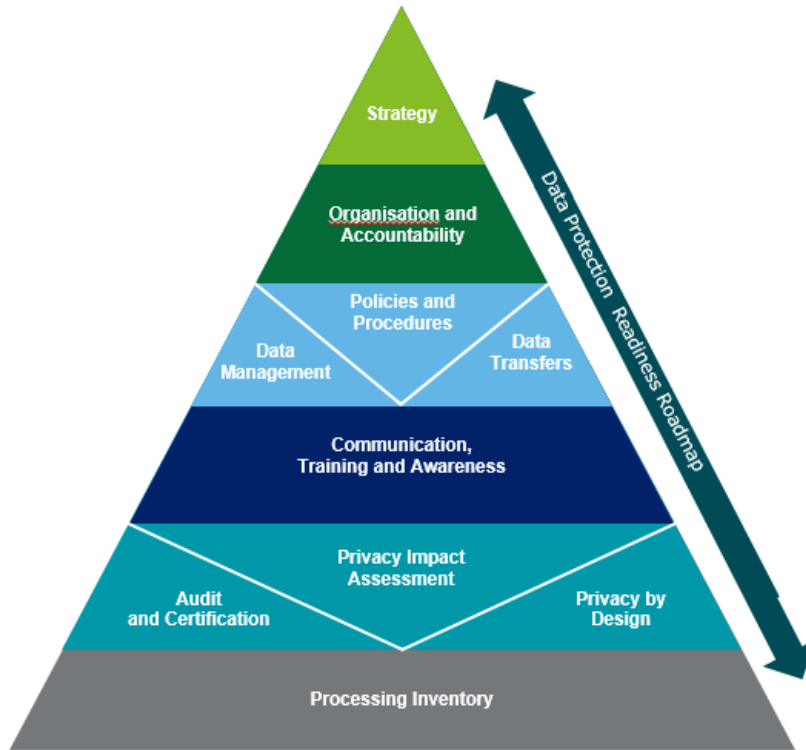 Strategy
Organisation and
Accountability
Policies and
Procedures
Data
Management
Data
Transfers
Communication,
Training and Awareness
Privacy Impact
Assessment
Audit
and Certification
Privacy by
Design
Processing Inventory
Data Protection Readiness Roadmap